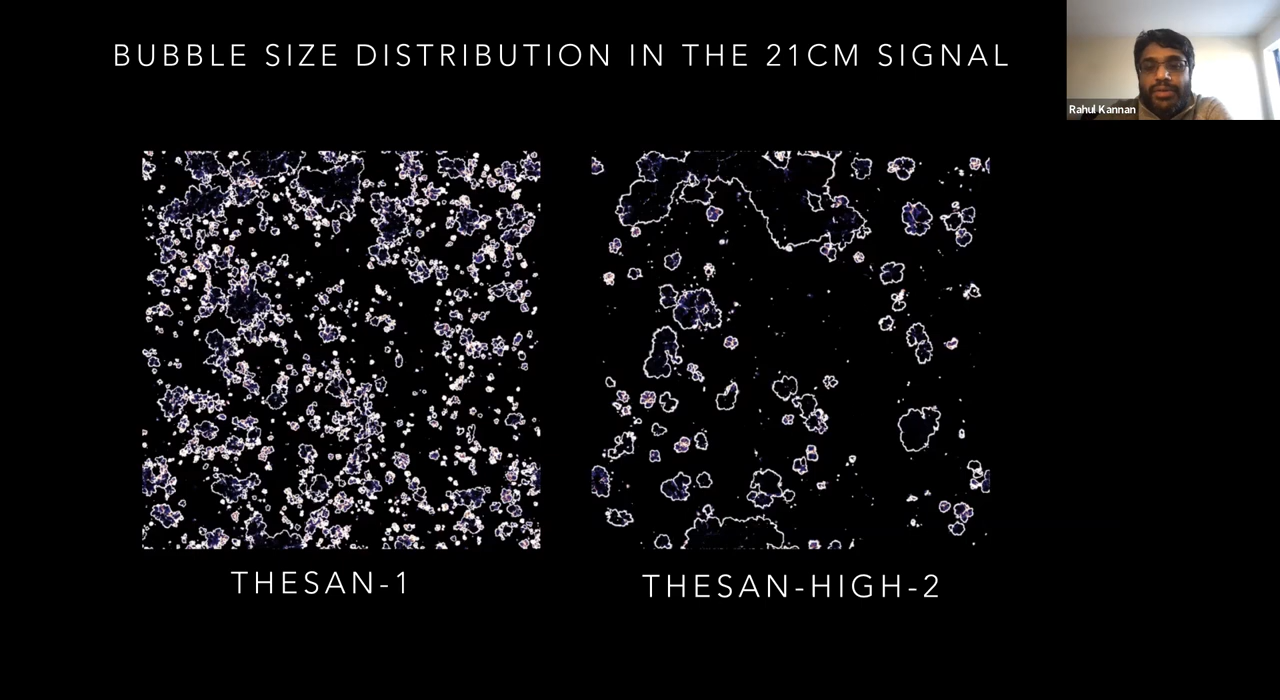 BUBBLE SIZE DISTRIBUTION IN THE 21CM SIGNAL
Rahul Kannan
THESAN-1
THESAN-HIGH-2